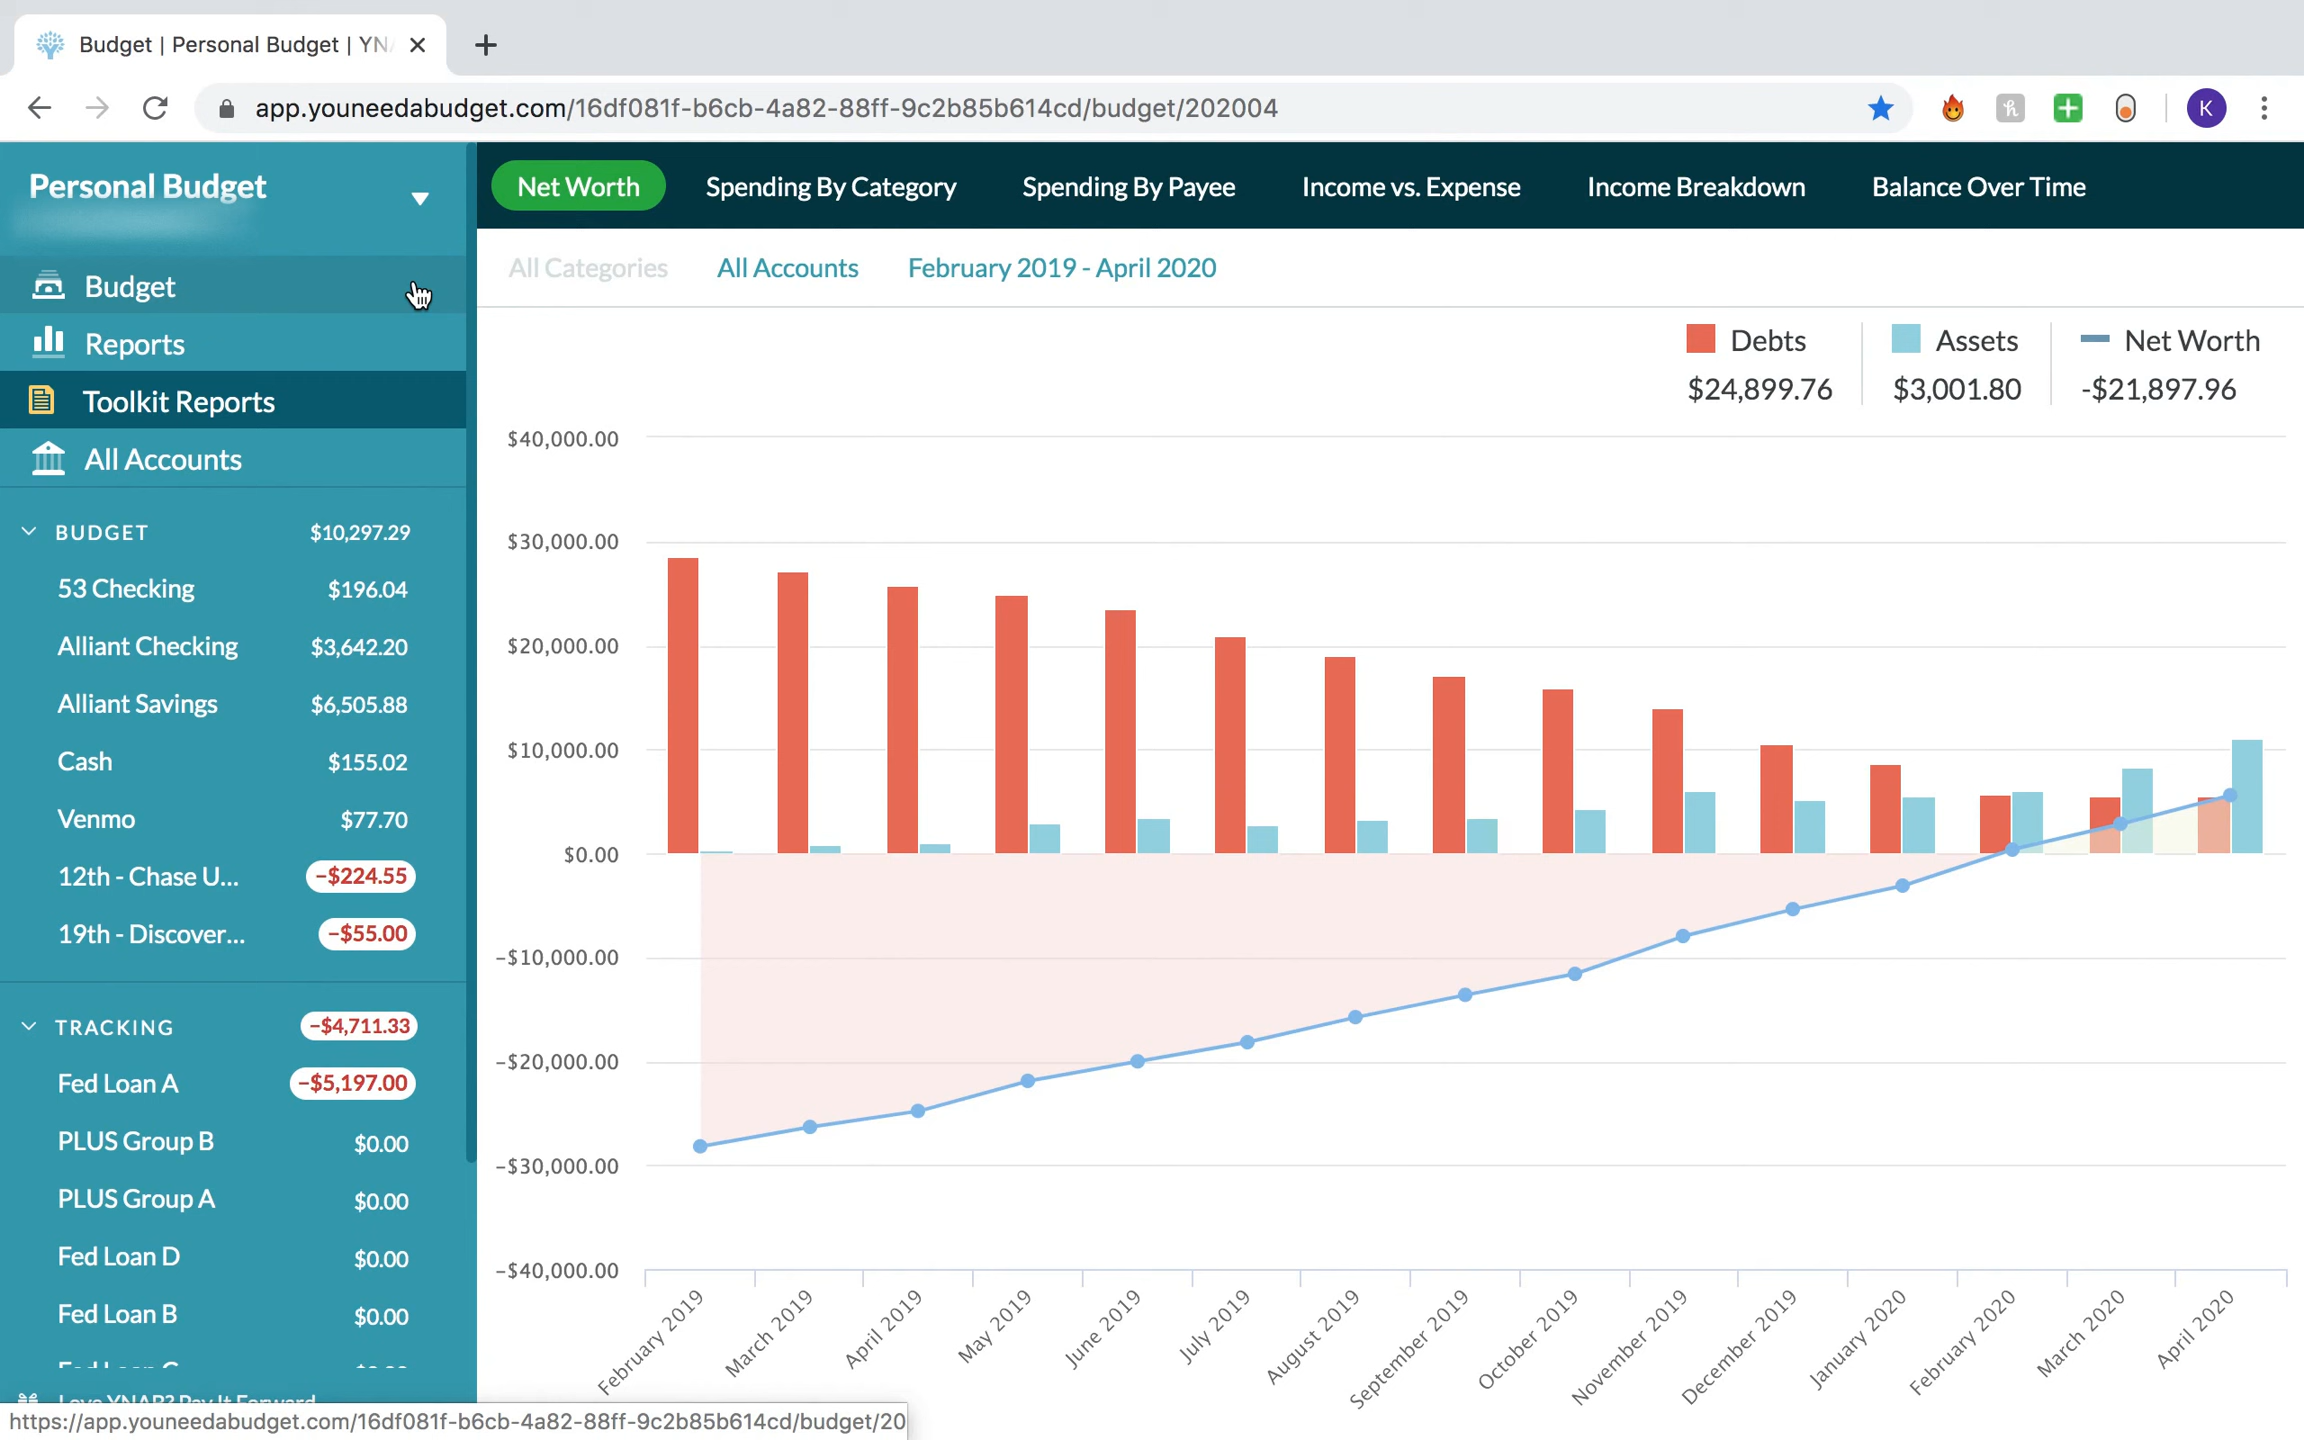 Budget | Personal Budget | YN
app.youneedabudget.com/16df081f-b6cb-4a82-88ff-9c2b85b614cd/budget/202004
K
Personal Budget
Budget
Reports
Toolkit Reports
All Accounts
BUDGET $10,297.29
53 Checking $196.04
Alliant Checking $3,642.20
Alliant Savings $6,505.88
Cash $155.02
Venmo $77.70
12th - Chase U... -$224.55
19th - Discover... -$55.00
TRACKING -$4,711.33
Fed Loan A -$5,197.00
PLUS Group B $0.00
PLUS Group A $0.00
Fed Loan D $0.00
Fed Loan B $0.00
https://app.youneedabudget.com/16df081f-b6cb-4a82-88ff-9c2b85b614cd/budget/20
Net Worth Spending By Category Spending By Payee Income vs. Expense Income Breakdown Balance Over Time
All Categories All Accounts February 2019 - April 2020
Debts Assets Net Worth
$24,899.76 $3,001.80 -$21,897.96
$40,000.00
$30,000.00
$20,000.00
$10,000.00
$0.00
-$10,000.00
-$20,000.00
-$30,000.00
-$40,000.00
February 2019
March 2019
April 2019
May 2019
June 2019
July 2019
August 2019
September 2019
October 2019
November 2019
December 2019
January 2020
February 2020
March 2020
April 2020